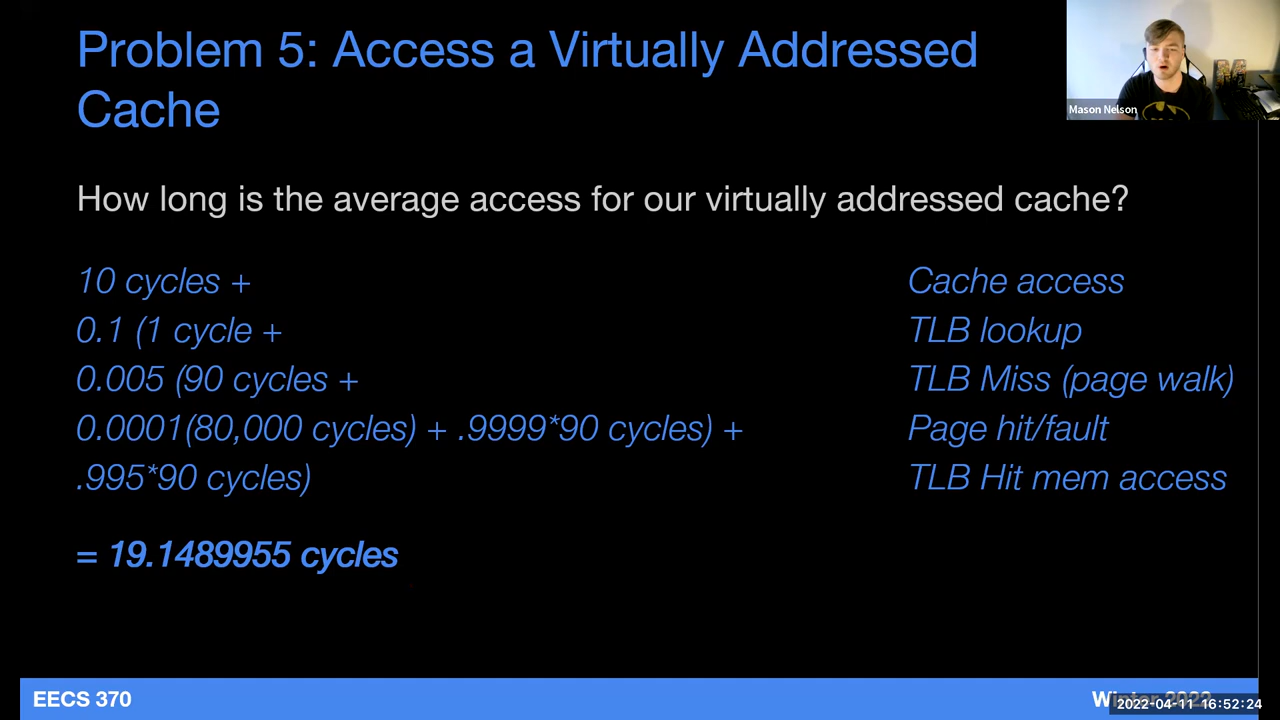 Problem 5: Access a Virtually Addressed
Cache
Mason Nelson
How long is the average access for our virtually addressed cache?
10 cycles + Cache access
0.1 (1 cycle + TLB lookup
0.005 (90 cycles + TLB Miss (page walk)
0.0001(80,000 cycles) + .9999*90 cycles) + Page hit/fault
.995*90 cycles) TLB Hit mem access
= 19.1489955 cycles
EECS 370
Winter 2022
2022-04-11 16:52:24